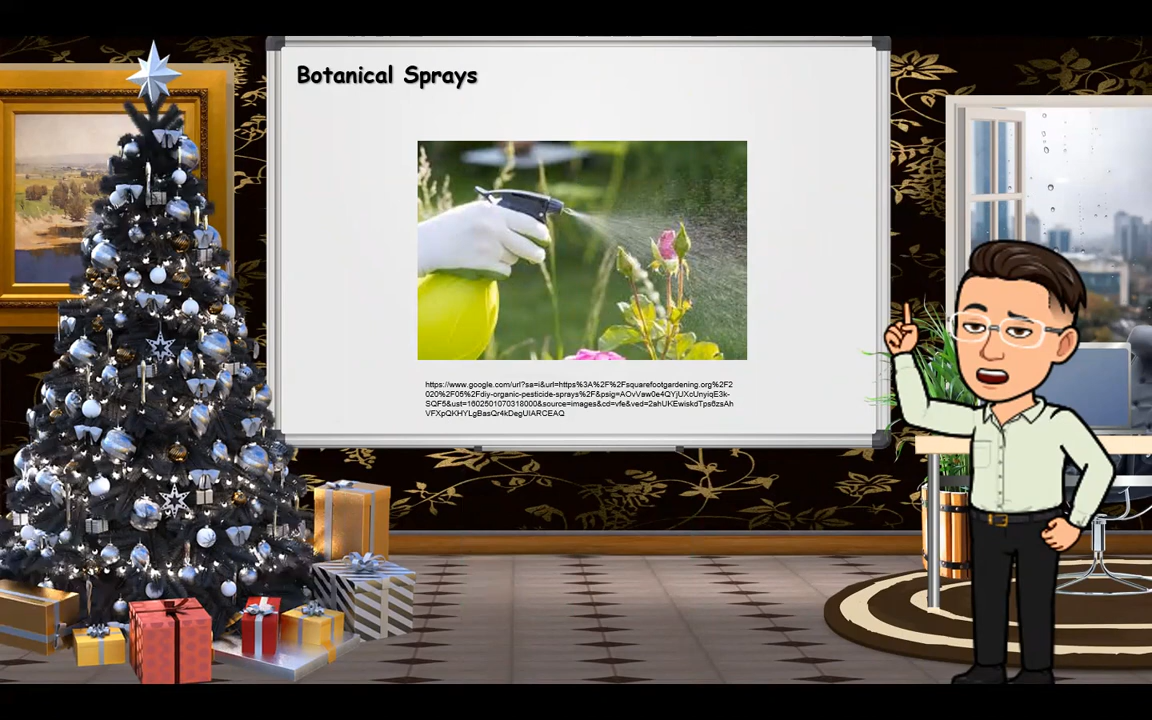 Botanical Sprays
https://www.google.com/url?sa=i&url=https%3A%2F%2Fsquarefootgardening.org%2F2
020%2F05%2Fdiy-organic-pesticide-sprays%2F&psig=AOvVaw0e4QYjUXcUnyiqE3k-
SQF5&ust=1602501070318000&source=images&cd=vfe&ved=2ahUKEwiskdTps8zsAh
VFXpQKHYLgBasQr4kDegUIARCEAQ